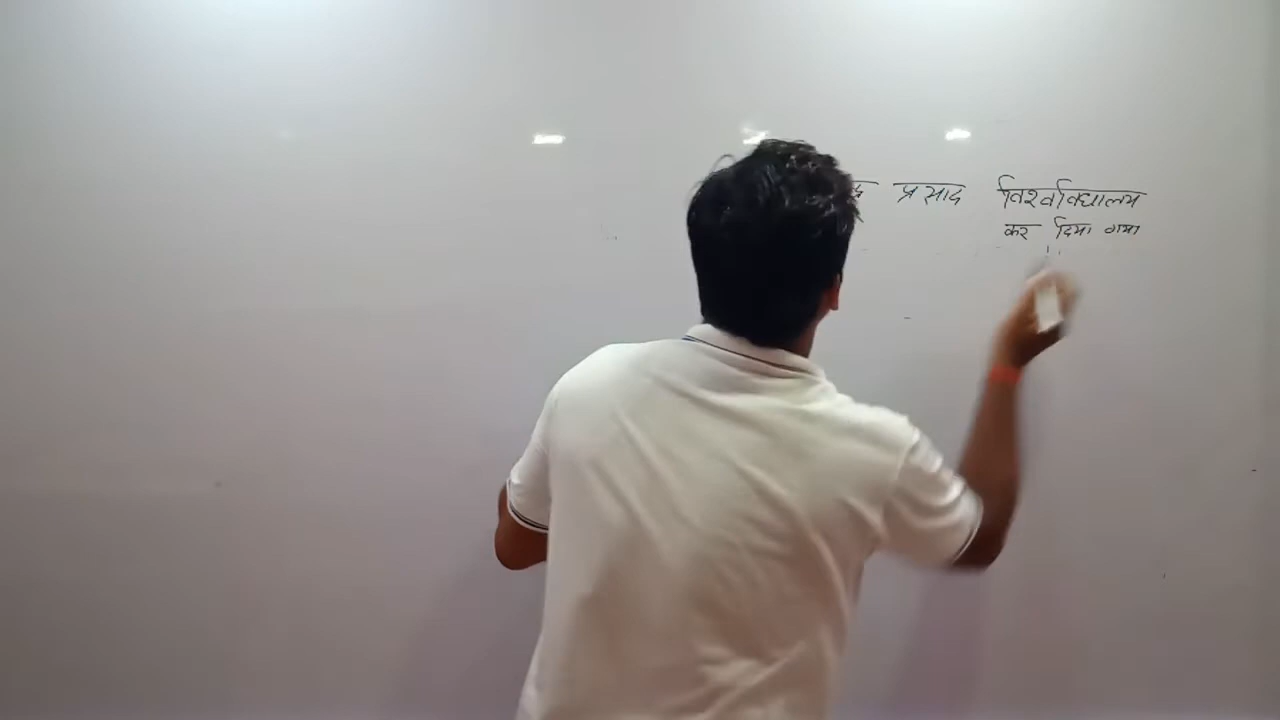 प्रसाद विश्वविद्यालय
कर दिया गया